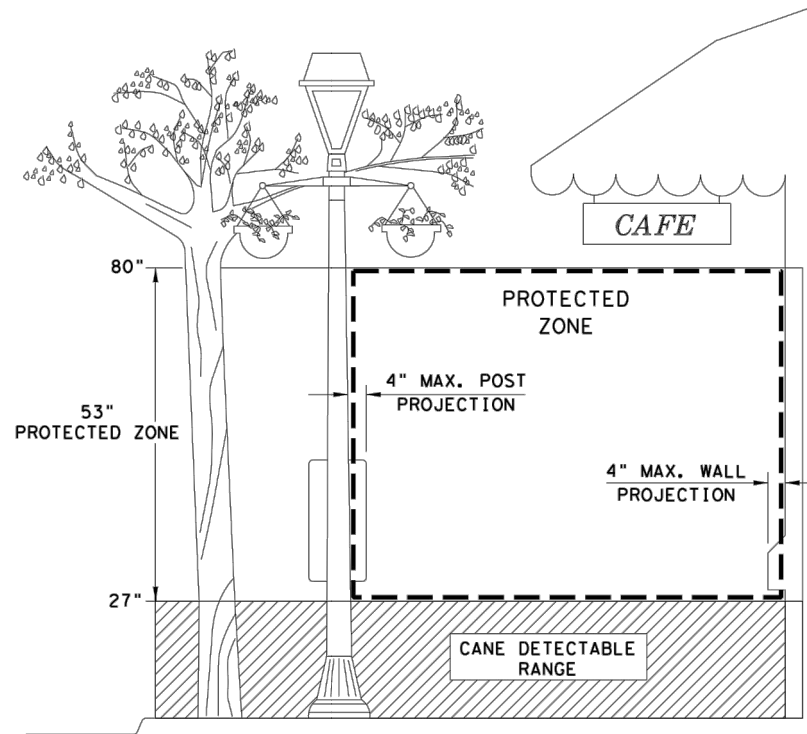 CAFE
80"
PROTECTED
ZONE
4" MAX. POST
PROJECTION
53"
PROTECTED ZONE
4" MAX. WALL
PROJECTION
27"
CANE DETECTABLE
RANGE